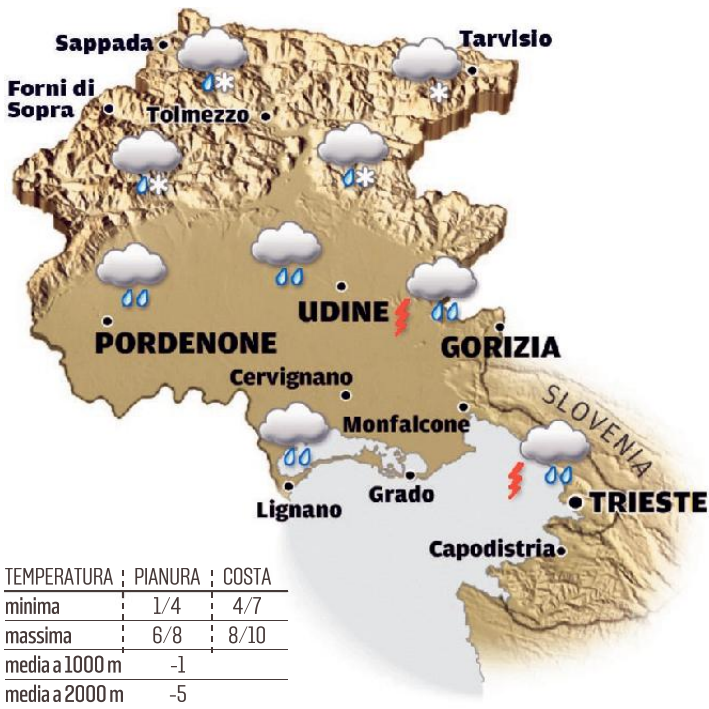 Sappada
Tarvisio
Forni di
Sopra
Tolmezzo
UDINE
PORDENONE
GORIZIA
Cervignano
SLOVENIA
Monfalcone
Grado
Lignano
TRIESTE
Capodistria
TEMPERATURA PIANURA COSTA
minima 1/4 4/7
massima 6/8 8/10
media a 1000 m -1
media a 2000 m -5